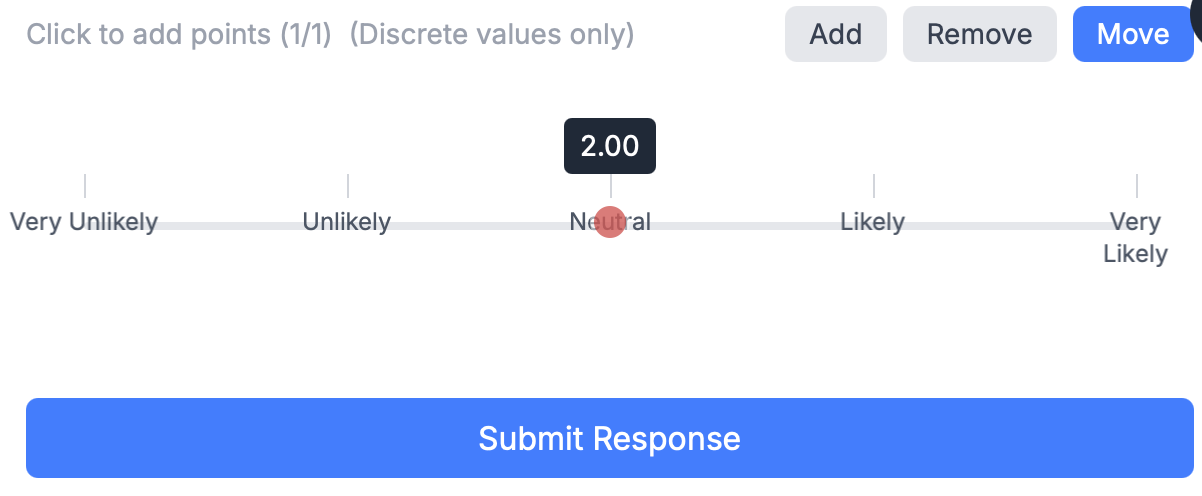 Click to add points (1/1) (Discrete values only)
Add
Remove
Move
2.00
Very Unlikely
Unlikely
Neutral
Likely
Very
Likely
Submit Response